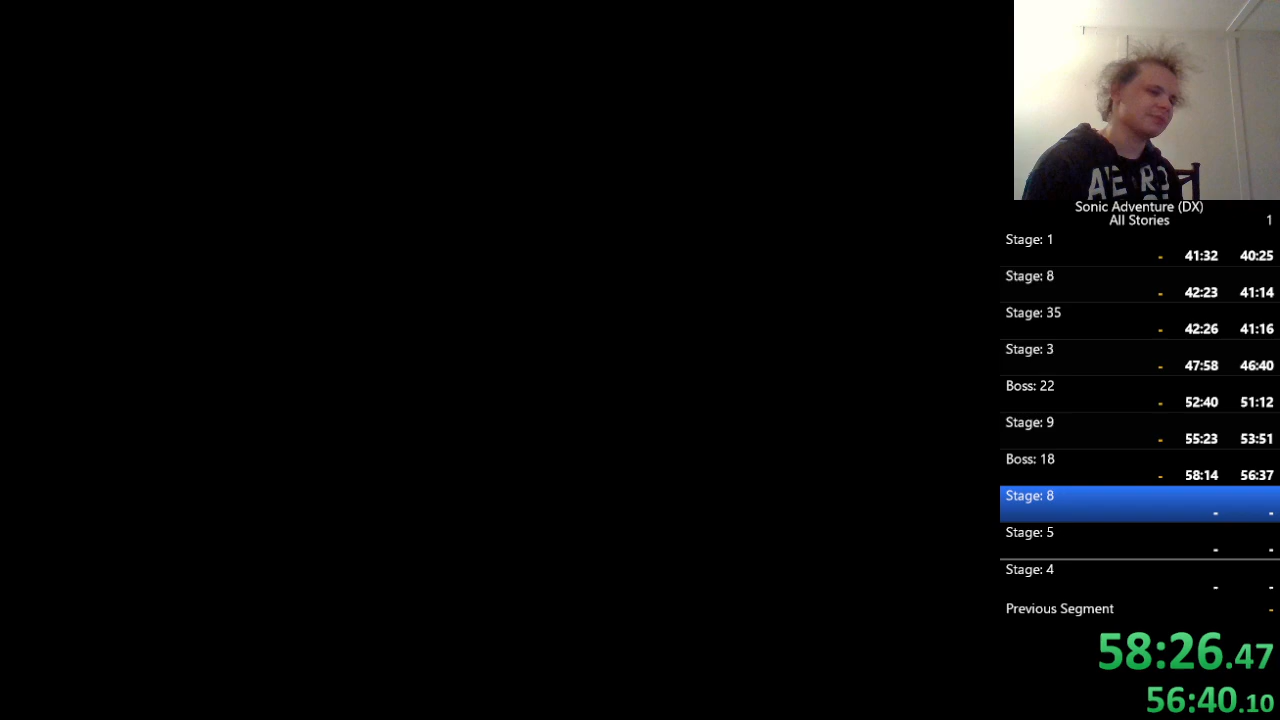 Sonic Adventure (DX)
All Stories 1
Stage: 1
- 41:32 40:25
Stage: 8
- 42:23 41:14
Stage: 35
- 42:26 41:16
Stage: 3
- 47:58 46:40
Boss: 22
- 52:40 51:12
Stage: 9
- 55:23 53:51
Boss: 18
- 58:14 56:37
Stage: 8
- -
Stage: 5
- -
Stage: 4
- -
Previous Segment -
58:26.47
56:40.10